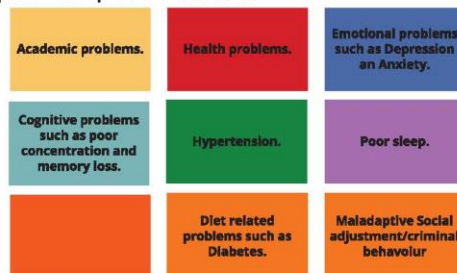 Academic problems.
Health problems.
Emotional problems
such as Depression
an Anxiety.
Cognitive problems
such as poor
concentration and
memory loss.
Hypertension.
Poor sleep.
Diet related
problems such as
Diabetes.
Maladaptive Social
adjustment/criminal
behavolur